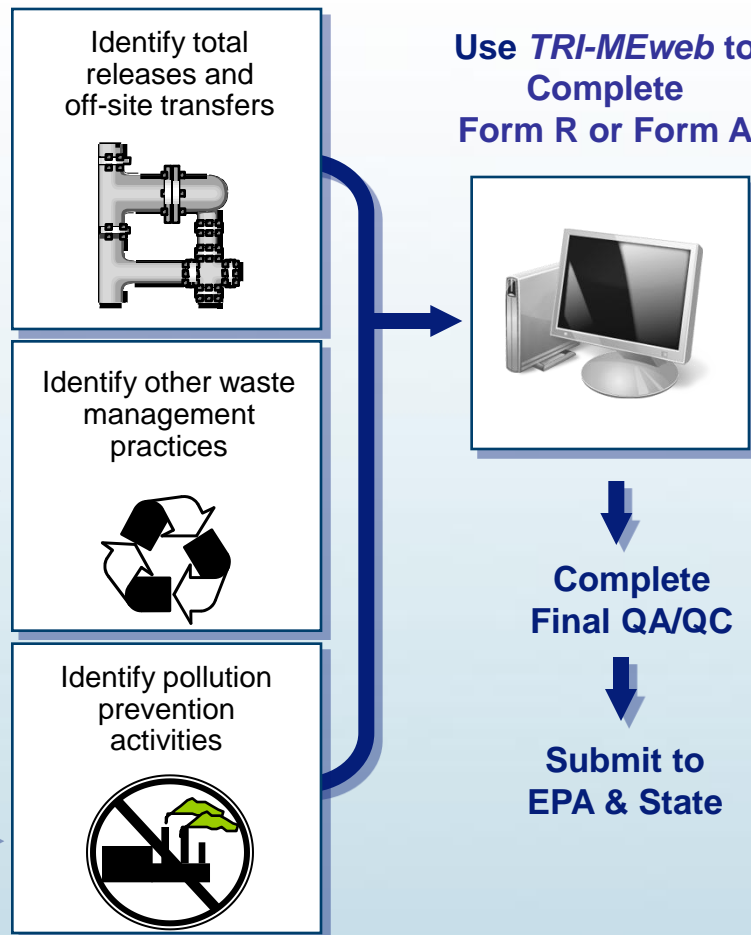 Identify total
releases and
off-site transfers
Identify other waste
management
practices
Identify pollution
prevention
activities
Use TRI-MEweb to
Complete
Form R or Form A
Complete
Final QA/QC
Submit to
EPA & State